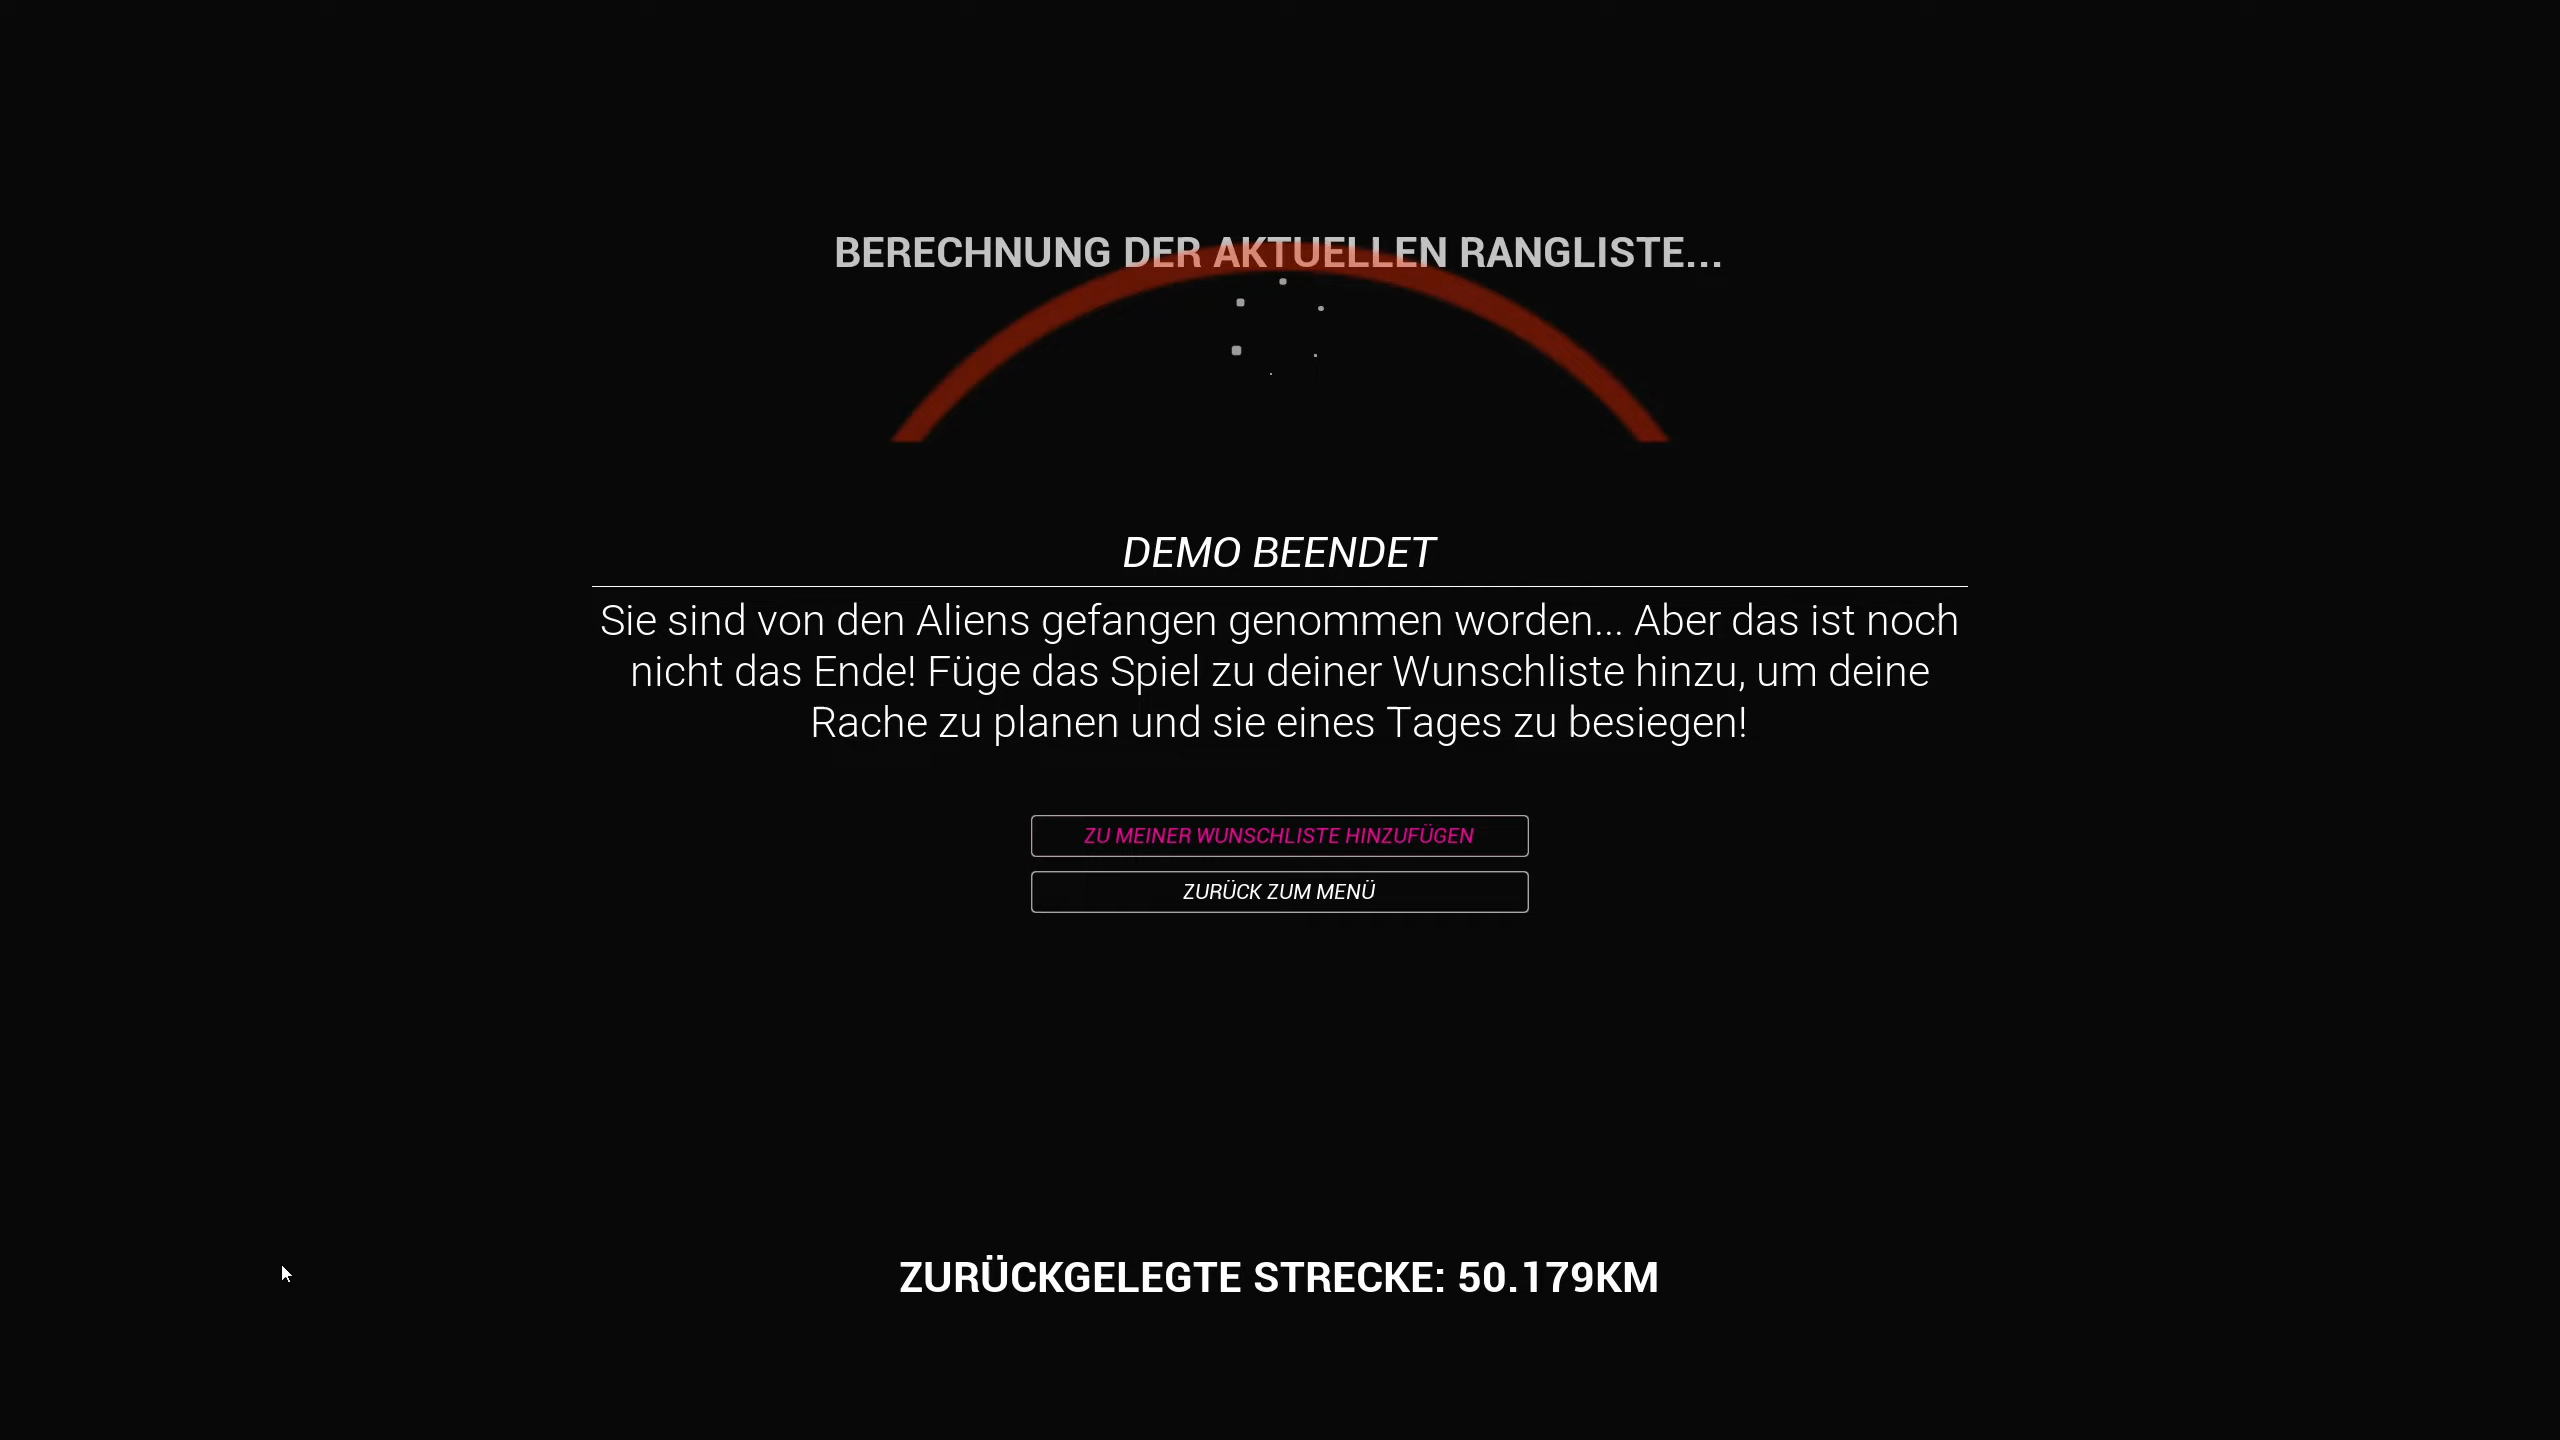 BERECHNUNG DER AKTUELLEN RANGLISTE...
DEMO BEENDET
Sie sind von den Aliens gefangen genommen worden... Aber das ist noch
nicht das Ende! Füge das Spiel zu deiner Wunschliste hinzu, um deine
Rache zu planen und sie eines Tages zu besiegen!
ZU MEINER WUNSCHLISTE HINZUFÜGEN
ZURÜCK ZUM MENÜ
ZURÜCKGELEGTE STRECKE: 50.179KM